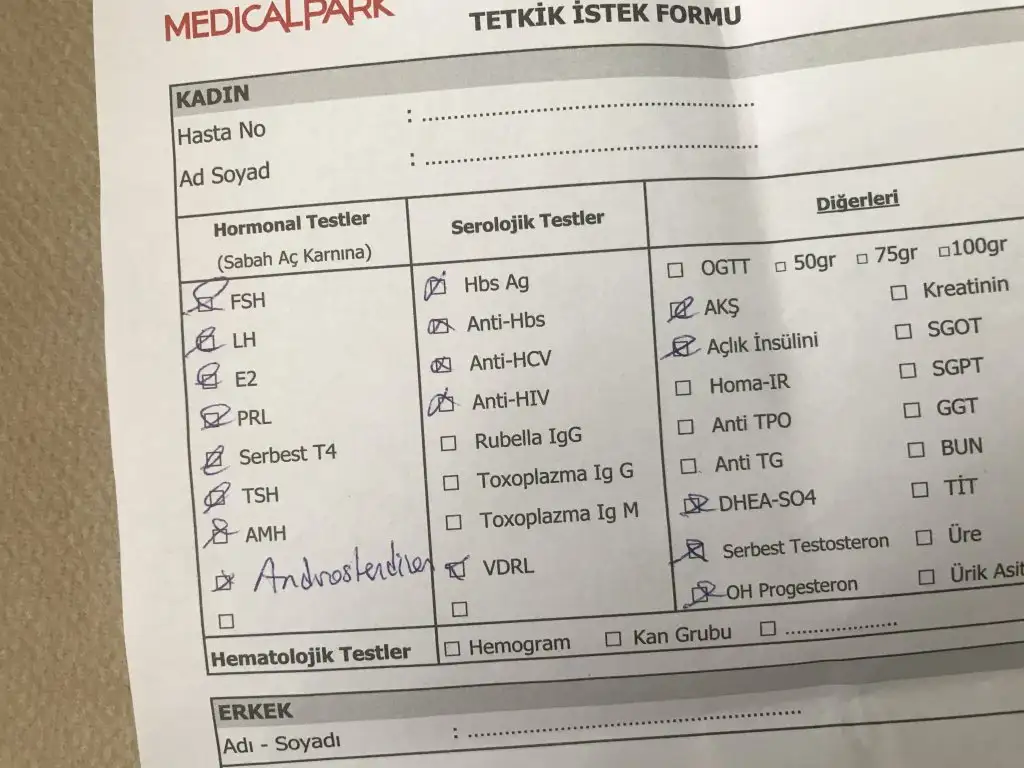 MEDICALPARK
TETKİK İSTEK FORMU
KADIN
Hasta No : ................................................
Ad Soyad : ................................................
Hormonal Testler
(Sabah Aç Karnına)
FSH
LH
E2
PRL
Serbest T4
TSH
AMH
Androsterdilen
Serolojik Testler
Hbs Ag
Anti-Hbs
Anti-HCV
Anti-HIV
Rubella IgG
Toxoplazma Ig G
Toxoplazma Ig M
VDRL
Diğerleri
OGTT 50gr 75gr 100gr
AKŞ
Açlık İnsülini
Homa-IR
Anti TPO
Anti TG
DHEA-SO4
Serbest Testosteron
OH Progesteron
Kreatinin
SGOT
SGPT
GGT
BUN
TİT
Üre
Ürik Asit
Hematolojik Testler
Hemogram Kan Grubu ....................
ERKEK
Adı - Soyadı : ................................................